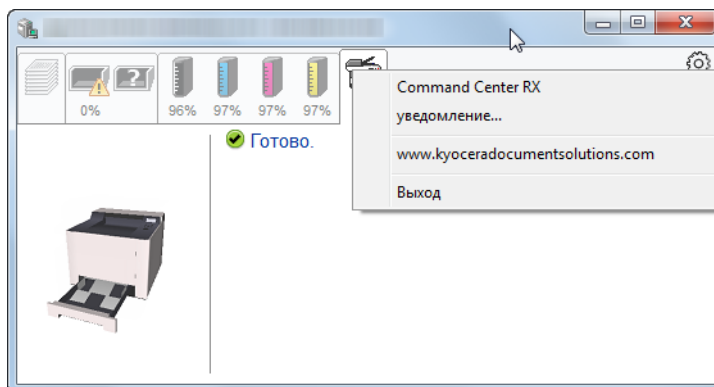 ?
0%
96%
97%
97%
97%
Готово.
Command Center RX
уведомление...
www.kyoceradocumentsolutions.com
Выход